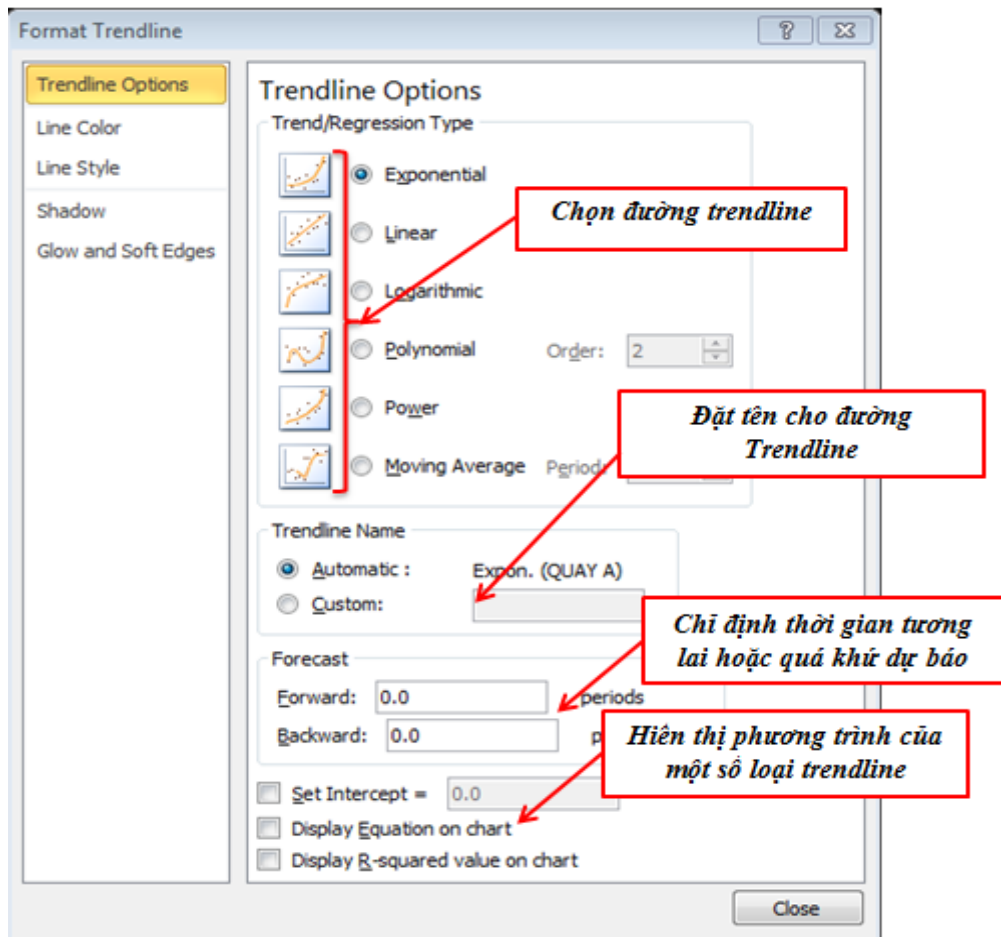 Format Trendline
Trendline Options
Line Color
Line Style
Shadow
Glow and Soft Edges
Trendline Options
Trend/Regression Type
Exponential
Chọn đường trendline
Linear
Logarithmic
Polynomial Order: 2
Power
Đặt tên cho đường
Trendline
Moving Average
Trendline Name
Automatic : Expon. (QUAY A)
Custom:
Chỉ định thời gian tương
lai hoặc quá khứ dự báo
Forecast
Forward: 0.0 periods
Backward: 0.0
Hiên thị phương trình của
một số loại trendline
Set Intercept = 0.0
Display Equation on chart
Display R-squared value on chart
Close